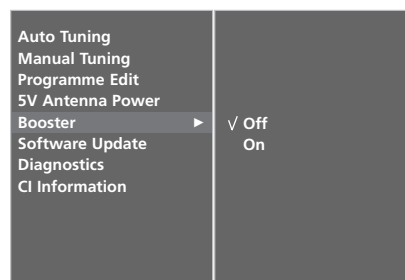 Auto Tuning
Manual Tuning
Programme Edit
5V Antenna Power
Booster ►
√ Off
On
Software Update
Diagnostics
CI Information